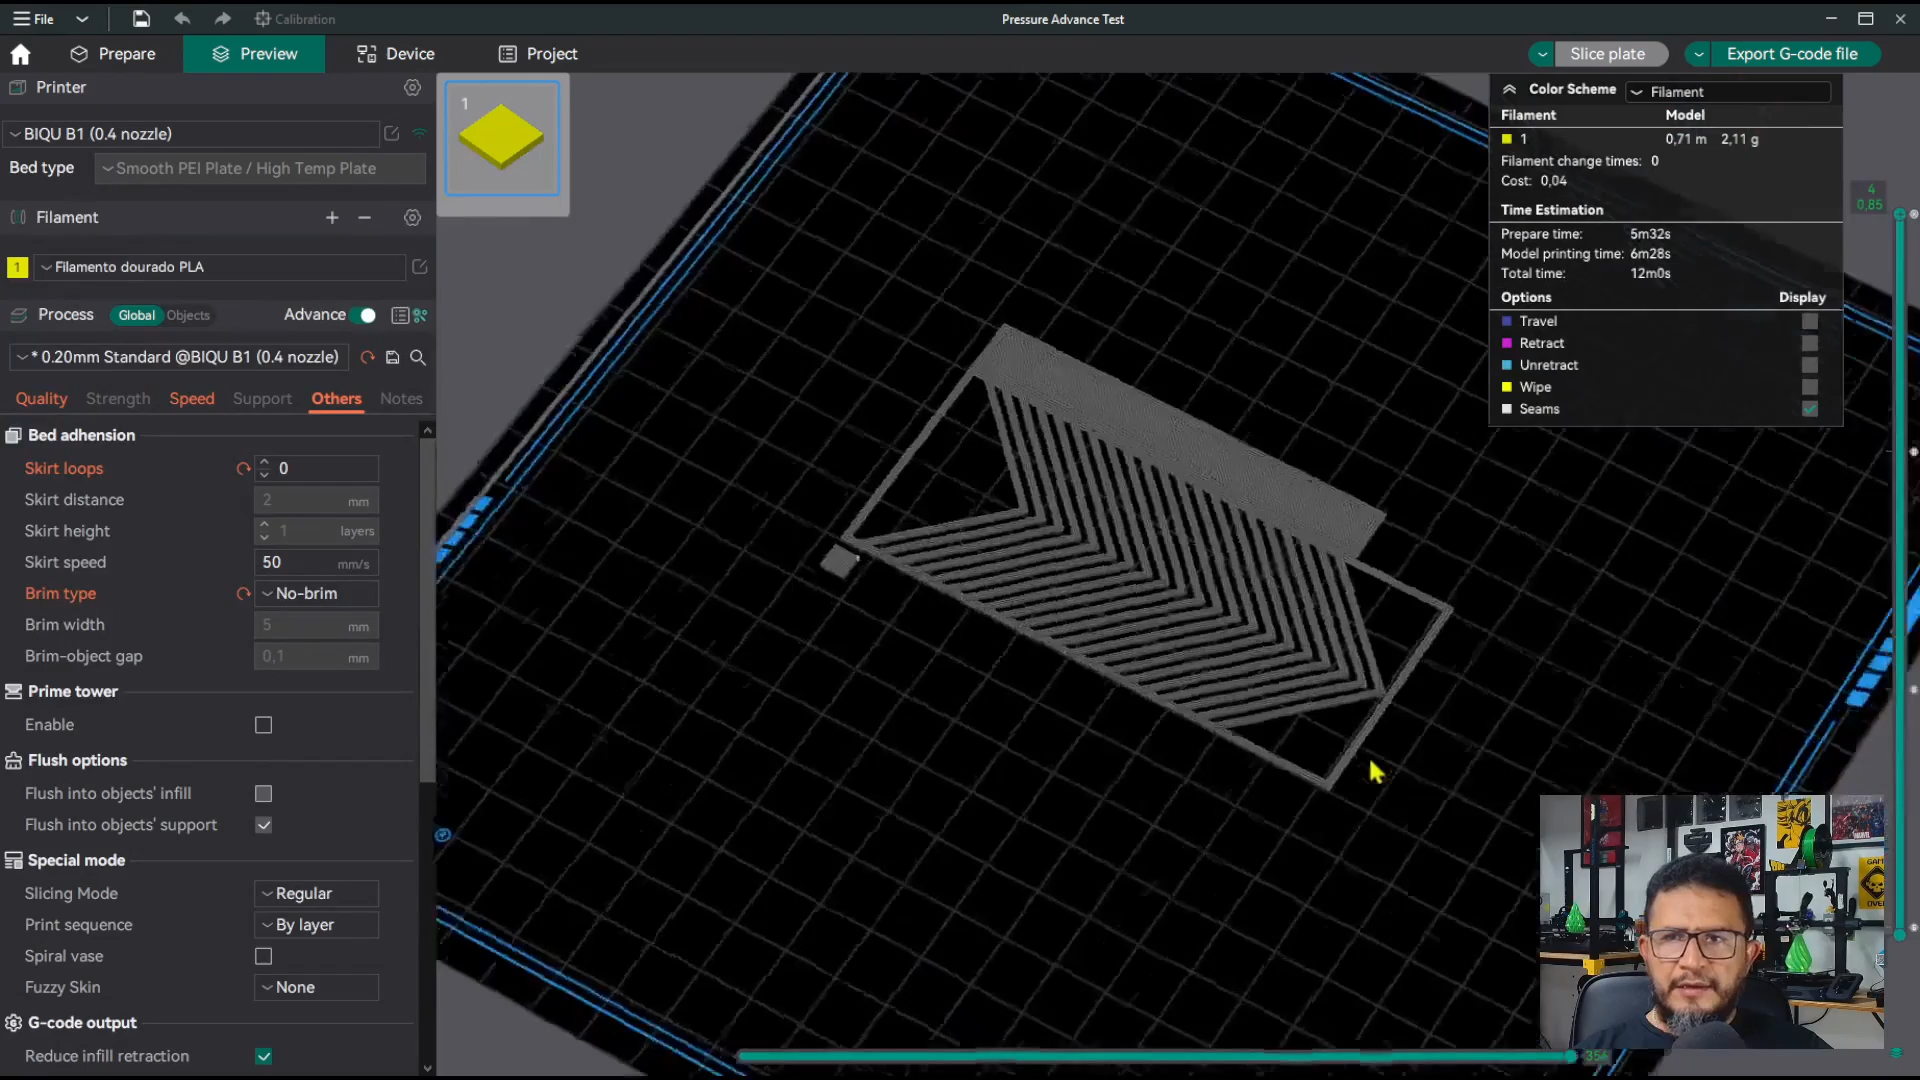 File
Calibration
Pressure Advance Test
Prepare
Preview
Device
Project
Slice plate
Export G-code file
Printer
BIQU B1 (0.4 nozzle)
Bed type
Smooth PEI Plate / High Temp Plate
Filament
1
Filamento dourado PLA
Process
Global
Objects
Advance
* 0.20mm Standard @BIQU B1 (0.4 nozzle)
Quality
Strength
Speed
Support
Others
Notes
Bed adhension
Skirt loops
0
Skirt distance
2 mm
Skirt height
1 layers
Skirt speed
50 mm/s
Brim type
No-brim
Brim width
5 mm
Brim-object gap
0,1 mm
Prime tower
Enable
Flush options
Flush into objects' infill
Flush into objects' support
Special mode
Slicing Mode
Regular
Print sequence
By layer
Spiral vase
Fuzzy Skin
None
G-code output
Reduce infill retraction
1
Color Scheme
Filament
Filament Model
1 0,71 m 2,11 g
Filament change times: 0
Cost: 0,04
Time Estimation
Prepare time: 5m32s
Model printing time: 6m28s
Total time: 12m0s
Options Display
Travel
Retract
Unretract
Wipe
Seams
4
0,85